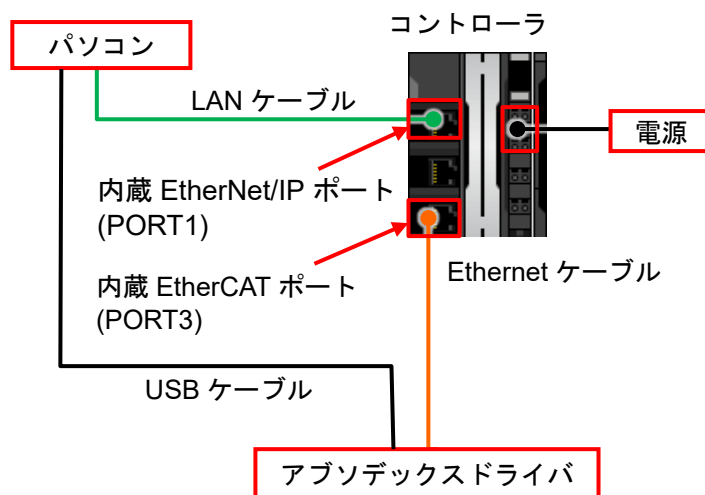 コントローラ
パソコン
LAN ケーブル
電源
内蔵 EtherNet/IP ポート
(PORT1)
Ethernet ケーブル
内蔵 EtherCAT ポート
(PORT3)
USB ケーブル
アブソデックスドライバ